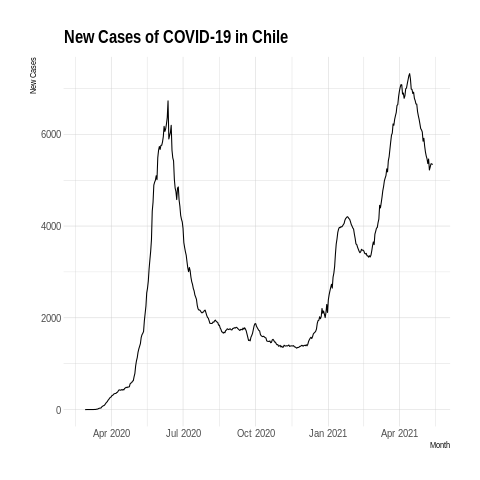 New Cases of COVID-19 in Chile
New Cases
6000
4000
2000
0
Apr 2020 Jul 2020 Oct 2020 Jan 2021 Apr 2021
Month